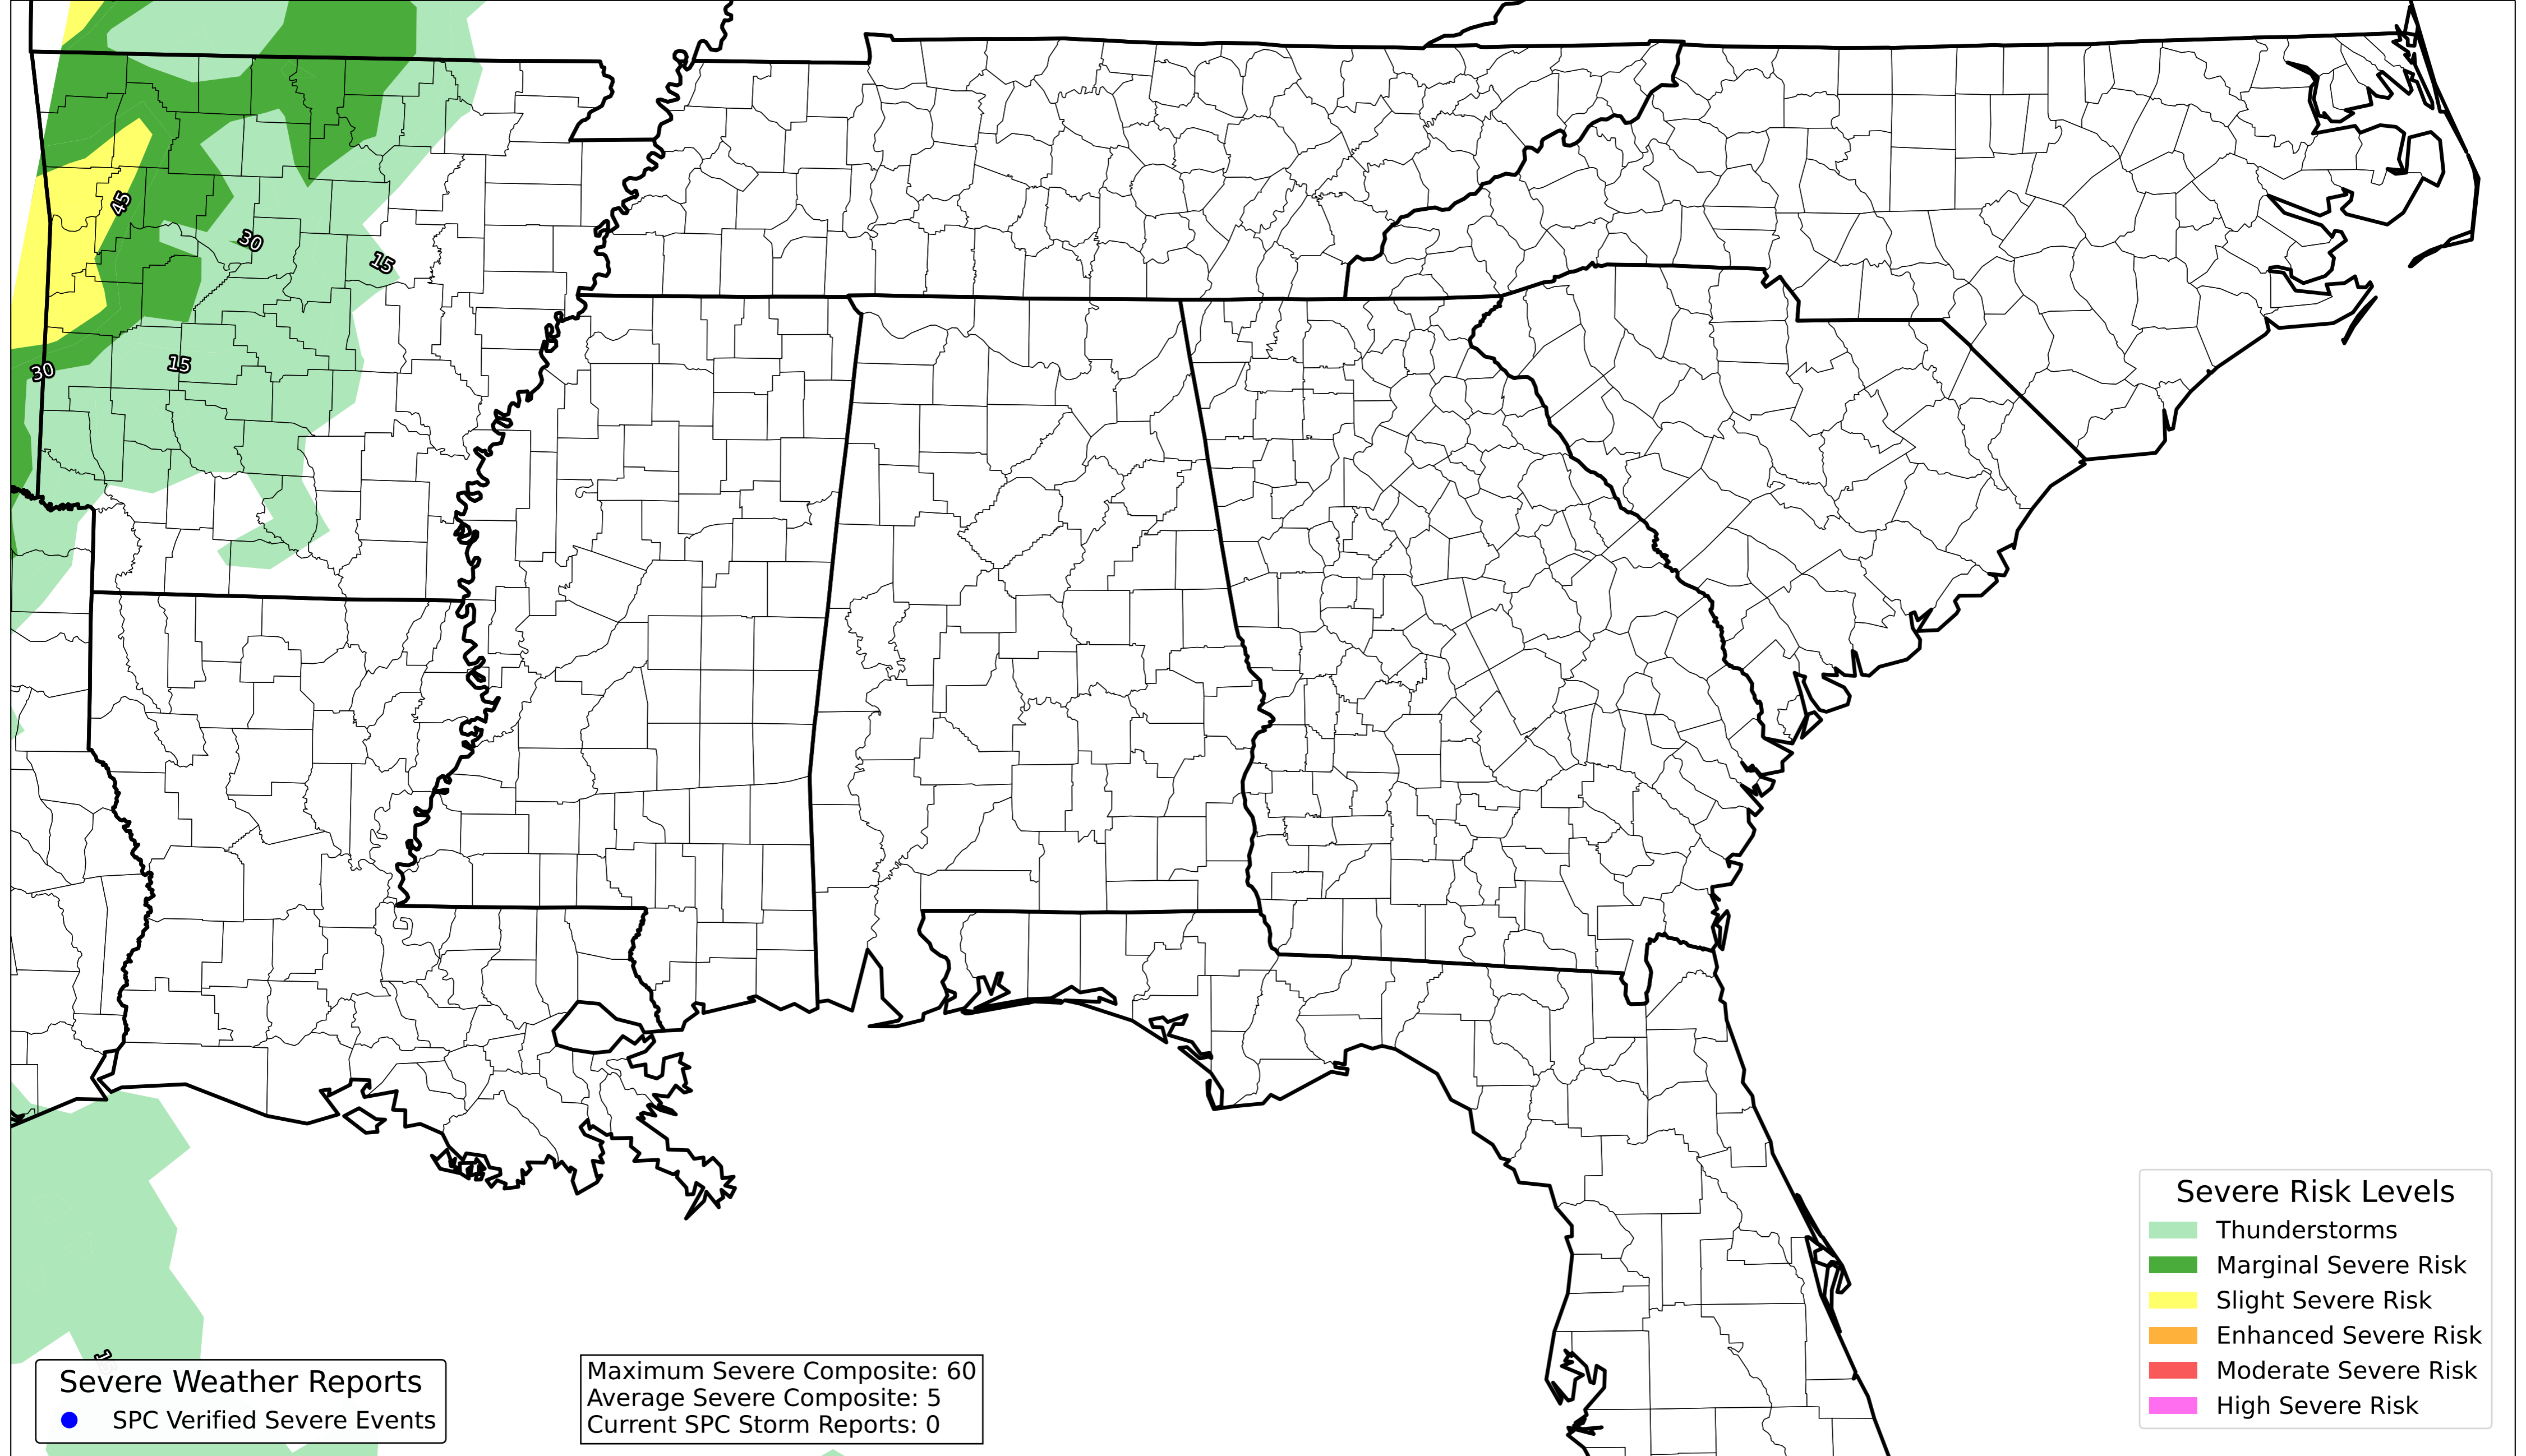 45
30
15
15
30
Severe Weather Reports
SPC Verified Severe Events
Maximum Severe Composite: 60
Average Severe Composite: 5
Current SPC Storm Reports: 0
Severe Risk Levels
Thunderstorms
Marginal Severe Risk
Slight Severe Risk
Enhanced Severe Risk
Moderate Severe Risk
High Severe Risk